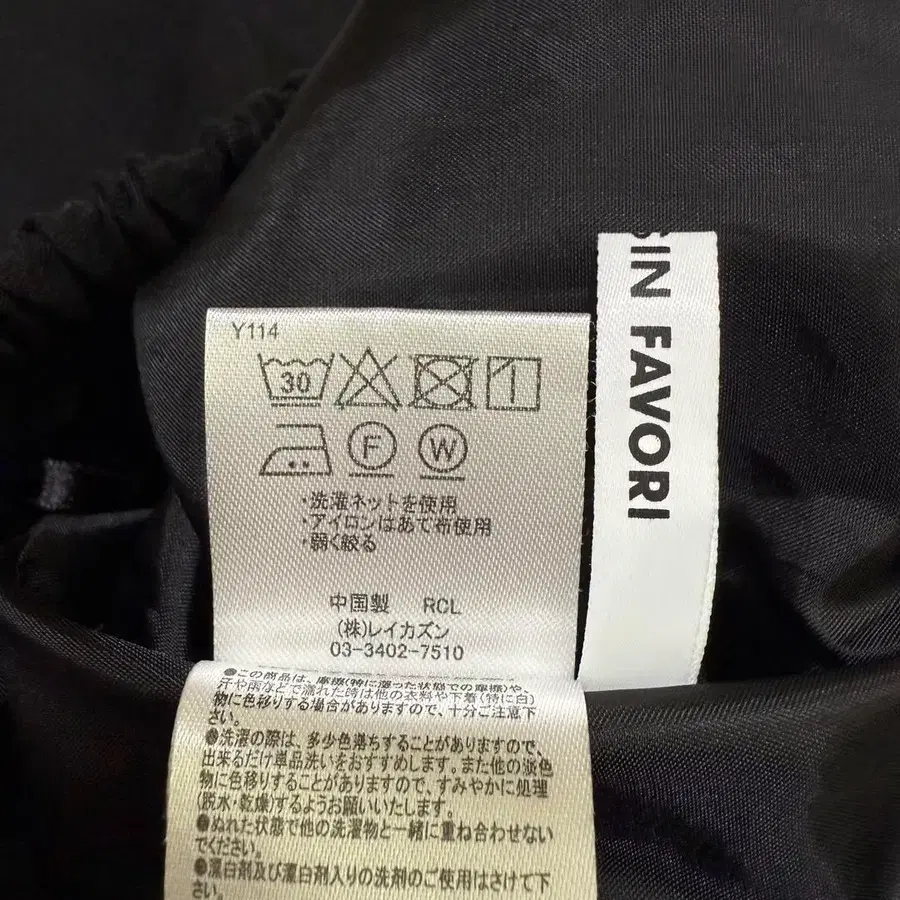 Y114
30
F W
・洗濯ネットを使用
・アイロンはあて布使用
・弱く絞る
中国製 RCL
(株)レイカズン
03-3402-7510
SIN FAVORI
●この商品は、摩擦(特に湿った状態での摩擦)や、
汗や雨などで濡れた時は他の衣料や下着(特に白)
物に色移りする場合がありますので、十分ご注意下
さい。
●洗濯の際は、多少色落ちすることがありますので、
出来るだけ単品洗いをおすすめします。また他の淡色
物に色移りすることがありますので、すみやかに処理
(脱水・乾燥)するようお願いいたします。
●ぬれた状態で他の洗濯物と一緒に重ね合わせない
でください。
●漂白剤及び漂白剤入りの洗剤のご使用はさけて下
さい。